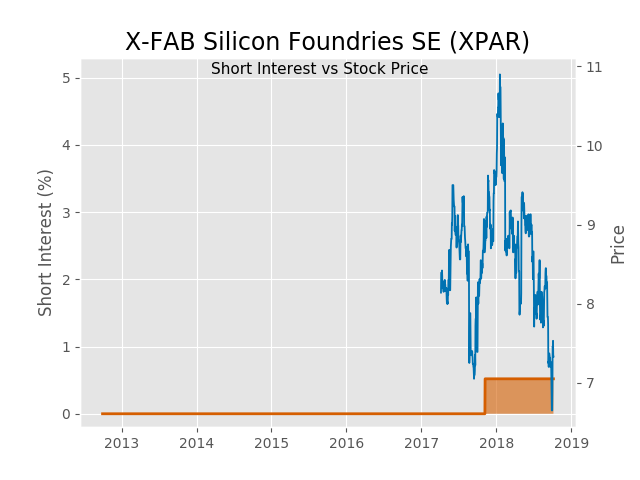 X-FAB Silicon Foundries SE (XPAR)
Short Interest vs Stock Price
Short Interest (%)
5
4
3
2
1
0
11
10
9
8
7
Price
2013 2014 2015 2016 2017 2018 2019